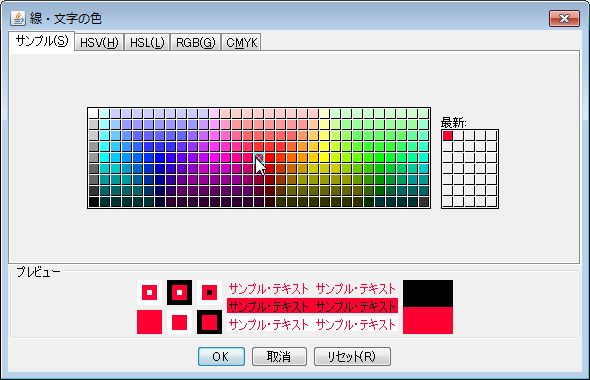 線・文字の色
サンプル(S) HSV(H) HSL(L) RGB(G) CMYK
最新:
プレビュー
サンプル・テキスト サンプル・テキスト
サンプル・テキスト サンプル・テキスト
サンプル・テキスト サンプル・テキスト
OK 取消 リセット(R)